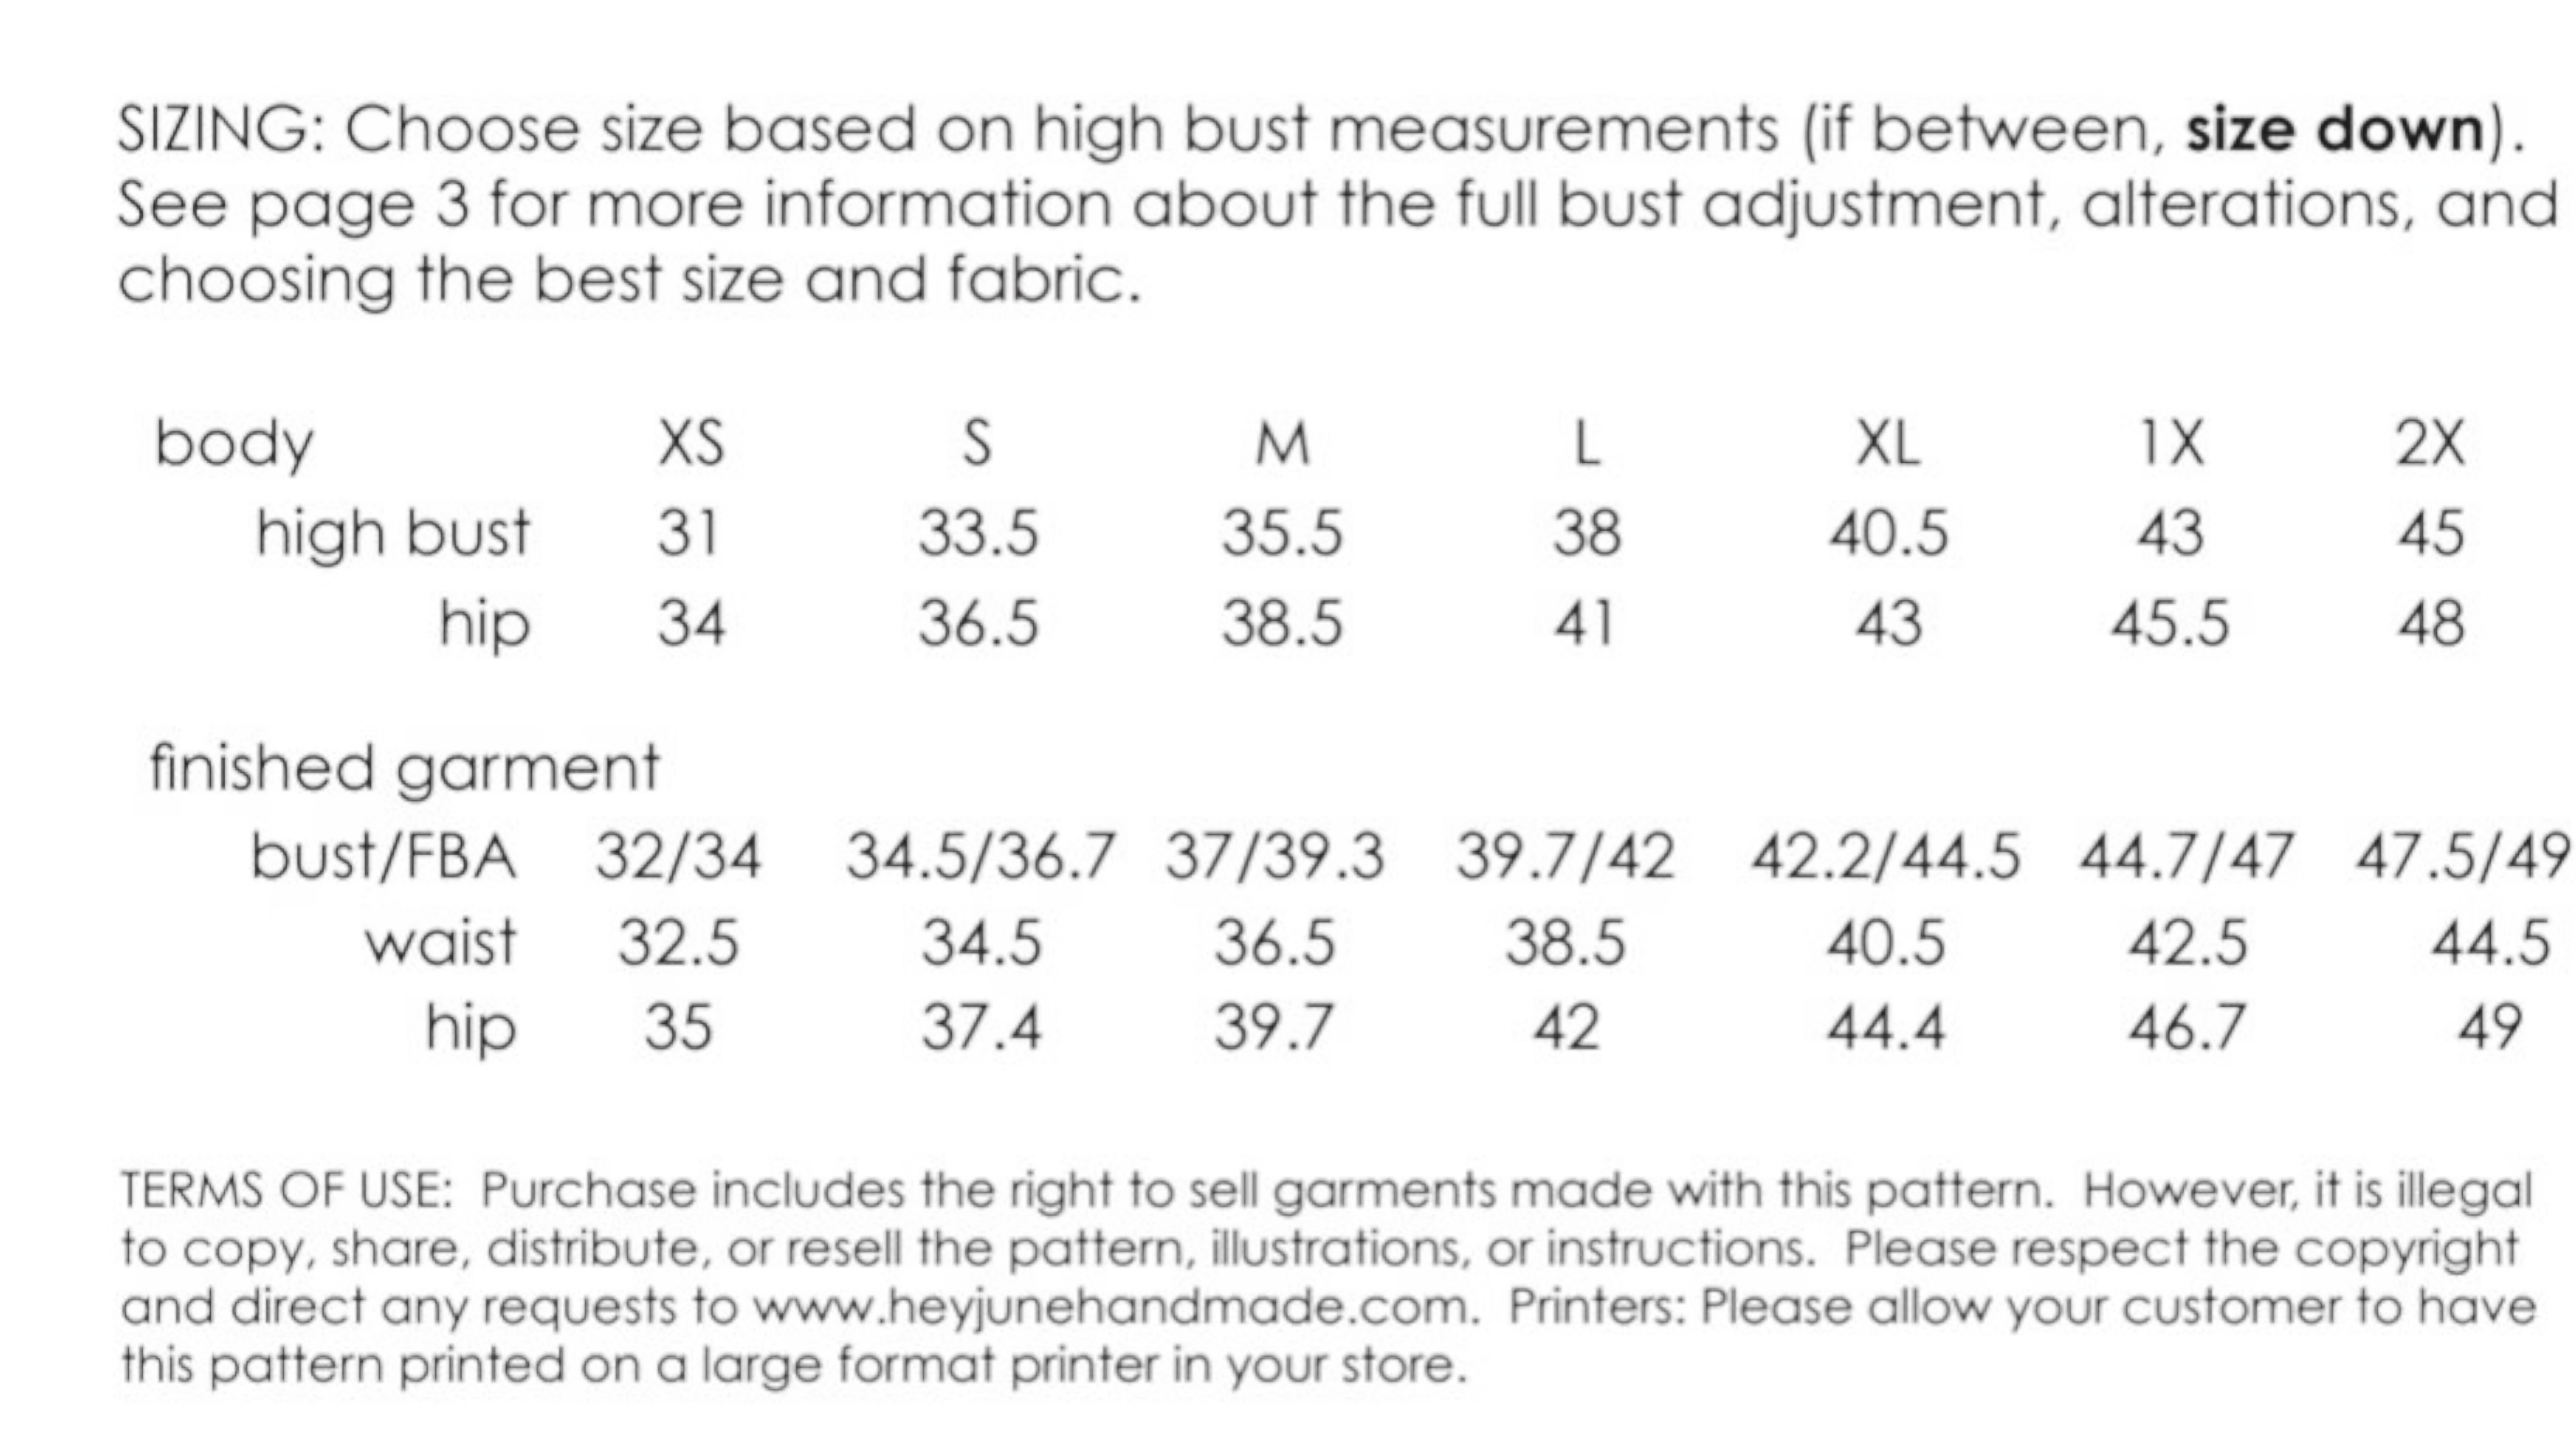 SIZING: Choose size based on high bust measurements (if between, size down).
See page 3 for more information about the full bust adjustment, alterations, and
choosing the best size and fabric.
body XS S M L XL 1X 2X
high bust 31 33.5 35.5 38 40.5 43 45
hip 34 36.5 38.5 41 43 45.5 48
finished garment
bust/FBA 32/34 34.5/36.7 37/39.3 39.7/42 42.2/44.5 44.7/47 47.5/49
waist 32.5 34.5 36.5 38.5 40.5 42.5 44.5
hip 35 37.4 39.7 42 44.4 46.7 49
TERMS OF USE: Purchase includes the right to sell garments made with this pattern. However, it is illegal
to copy, share, distribute, or resell the pattern, illustrations, or instructions. Please respect the copyright
and direct any requests to www.heyjunehandmade.com. Printers: Please allow your customer to have
this pattern printed on a large format printer in your store.